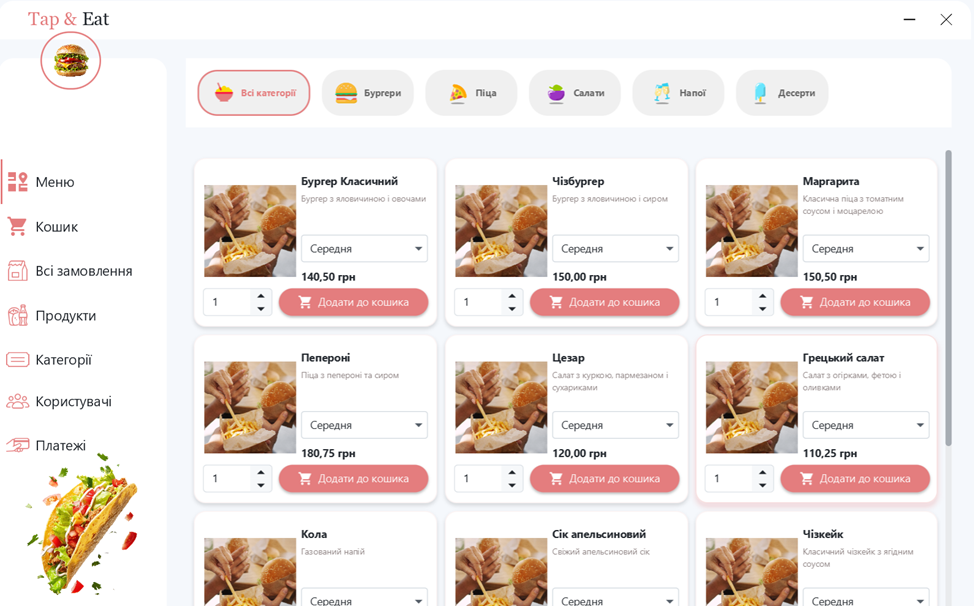 Tap & Eat
Всі категорії
Бургери
Піца
Салати
Напої
Десерти
Меню
Кошик
Всі замовлення
Продукти
Категорії
Користувачі
Платежі
Бургер Класичний
Бургер з яловичиною і овочами
Середня
140,50 грн
1
Додати до кошика
Чізбургер
Бургер з яловичиною і сиром
Середня
150,00 грн
1
Додати до кошика
Маргарита
Класична піца з томатним
соусом і моцарелою
Середня
150,50 грн
1
Додати до кошика
Пепероні
Піца з пепероні та сиром
Середня
180,75 грн
1
Додати до кошика
Цезар
Салат з куркою, пармезаном і
сухариками
Середня
120,00 грн
1
Додати до кошика
Грецький салат
Салат з огірками, фетою і
оливками
Середня
110,25 грн
1
Додати до кошика
Кола
Газований напій
Середня
Сік апельсиновий
Свіжий апельсиновий сік
Середня
Чізкейк
Класичний чізкейк з ягідним
соусом
Середня